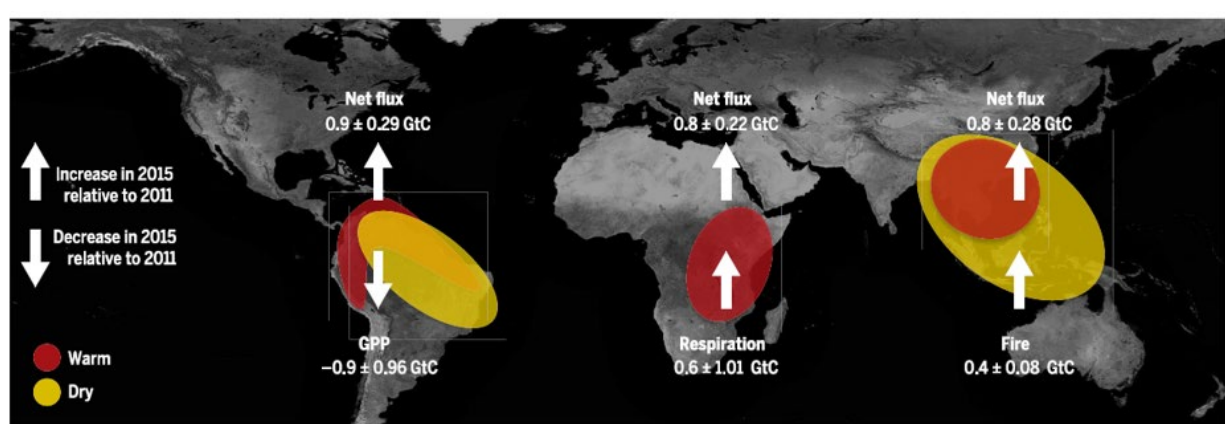 Net flux
0.9 ± 0.29 GtC
Net flux
0.8 ± 0.22 GtC
Net flux
0.8 ± 0.28 GtC
Increase in 2015
relative to 2011
Decrease in 2015
relative to 2011
Warm
Dry
GPP
−0.9 ± 0.96 GtC
Respiration
0.6 ± 1.01 GtC
Fire
0.4 ± 0.08 GtC